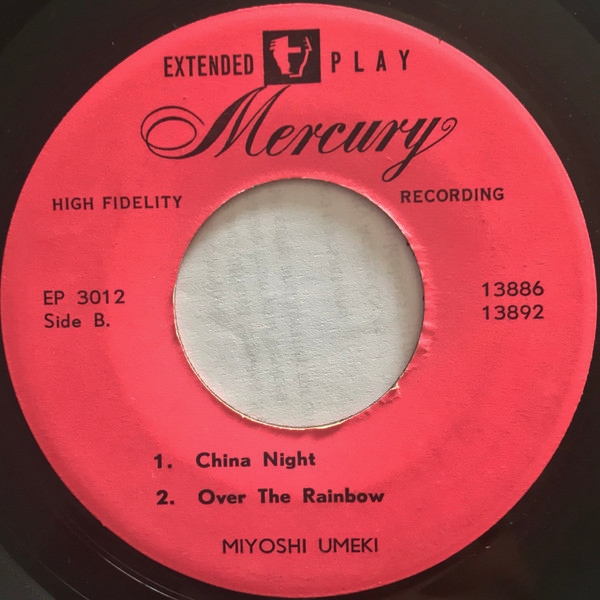 EXTENDED PLAY
Mercury
HIGH FIDELITY RECORDING
EP 3012 13886
Side B. 13892
1. China Night
2. Over The Rainbow
MIYOSHI UMEKI